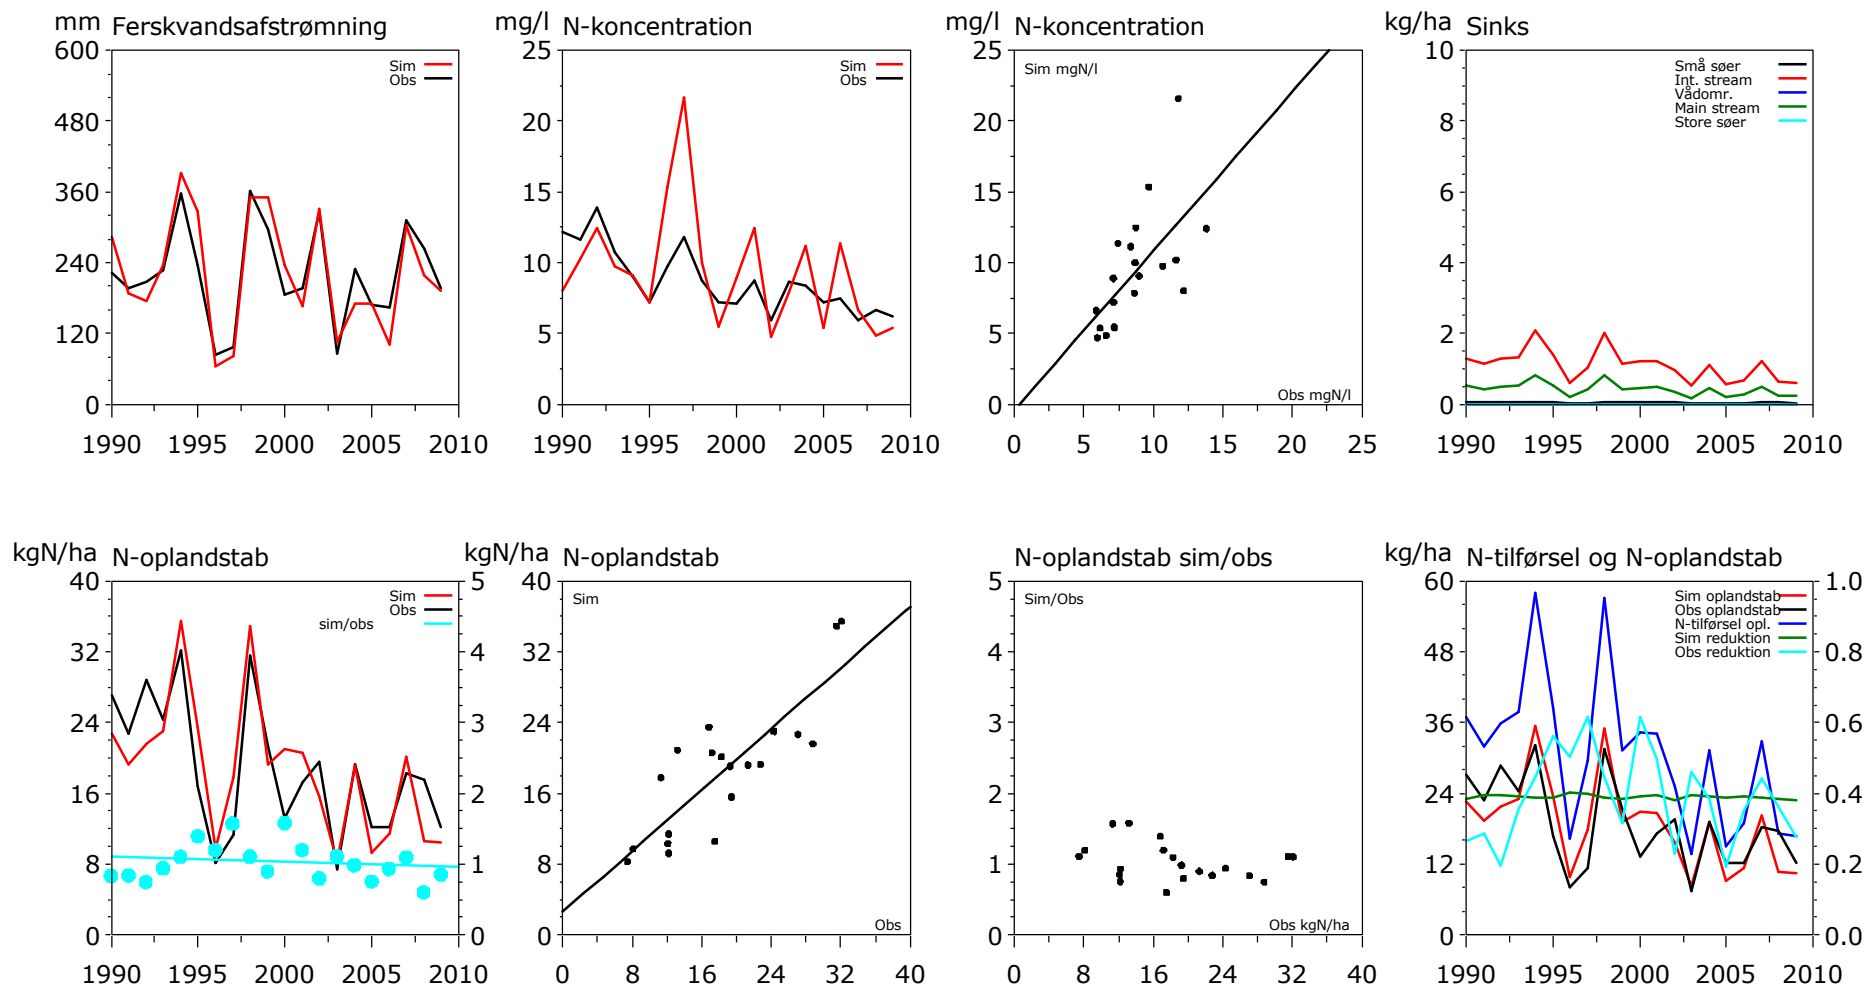 mm Ferskvandsafstrømning
600
480
360
240
120
0
Sim
Obs
1990 1995 2000 2005 2010
mg/l N-koncentration
25
20
15
10
5
0
Sim
Obs
1990 1995 2000 2005 2010
mg/l N-koncentration
25
20
15
10
5
0
Sim mgN/l
Obs mgN/l
0 5 10 15 20 25
kg/ha Sinks
10
8
6
4
2
0
Små søer
Int. stream
Vådomr.
Main stream
Store søer
1990 1995 2000 2005 2010
kgN/ha N-oplandstab
40
32
24
16
8
0
Sim
Obs
sim/obs
5
4
3
2
1
0
1990 1995 2000 2005 2010
kgN/ha N-oplandstab
40
32
24
16
8
0
Sim
Obs
0 8 16 24 32 40
N-oplandstab sim/obs
5
4
3
2
1
0
Sim/Obs
Obs kgN/ha
0 8 16 24 32 40
kg/ha N-tilførsel og N-oplandstab
60
48
36
24
12
0
Sim oplandstab
Obs oplandstab
N-tilførsel opl.
Sim reduktion
Obs reduktion
1.0
0.8
0.6
0.4
0.2
0.0
1990 1995 2000 2005 2010